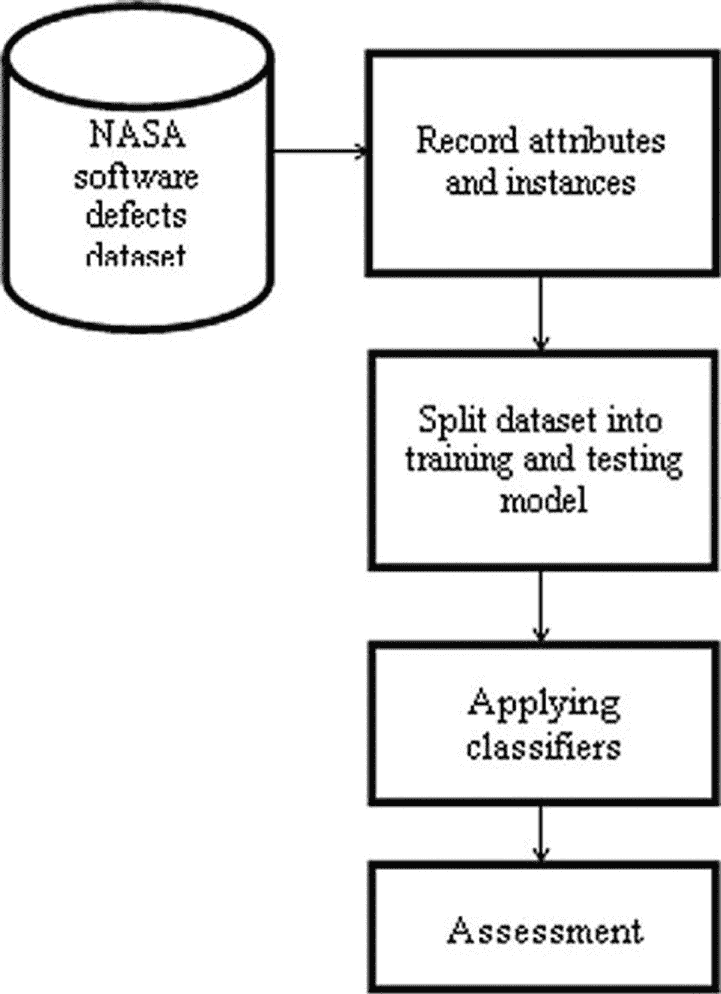 NASA
software
defects
dataset
Record attributes
and instances
Split dataset into
training and testing
model
Applying
classifiers
Assessment